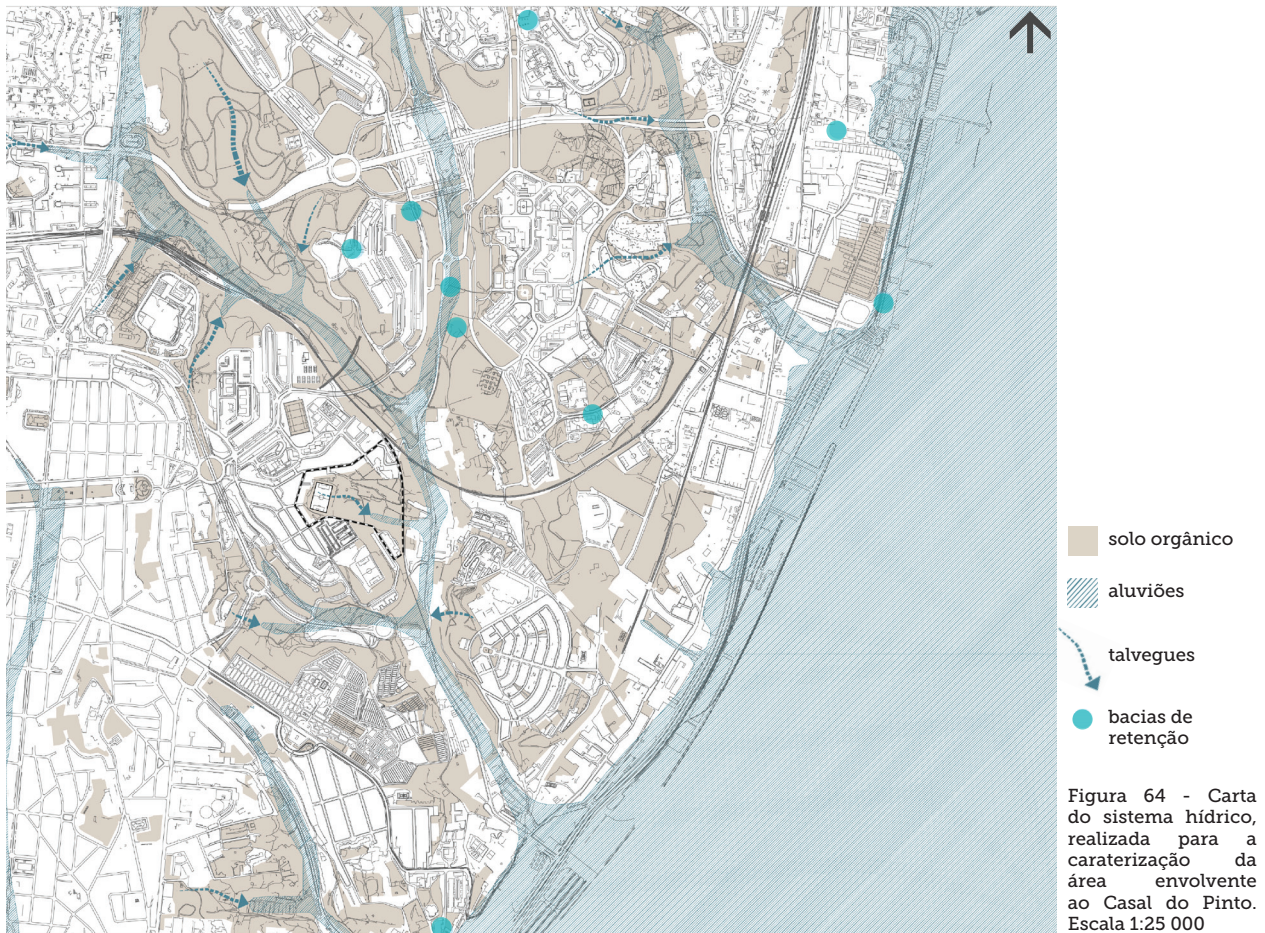 solo orgânico
aluviões
talvegues
bacias de
retenção
Figura 64 - Carta
do sistema hídrico,
realizada para a
caraterização da
área envolvente
ao Casal do Pinto.
Escala 1:25 000